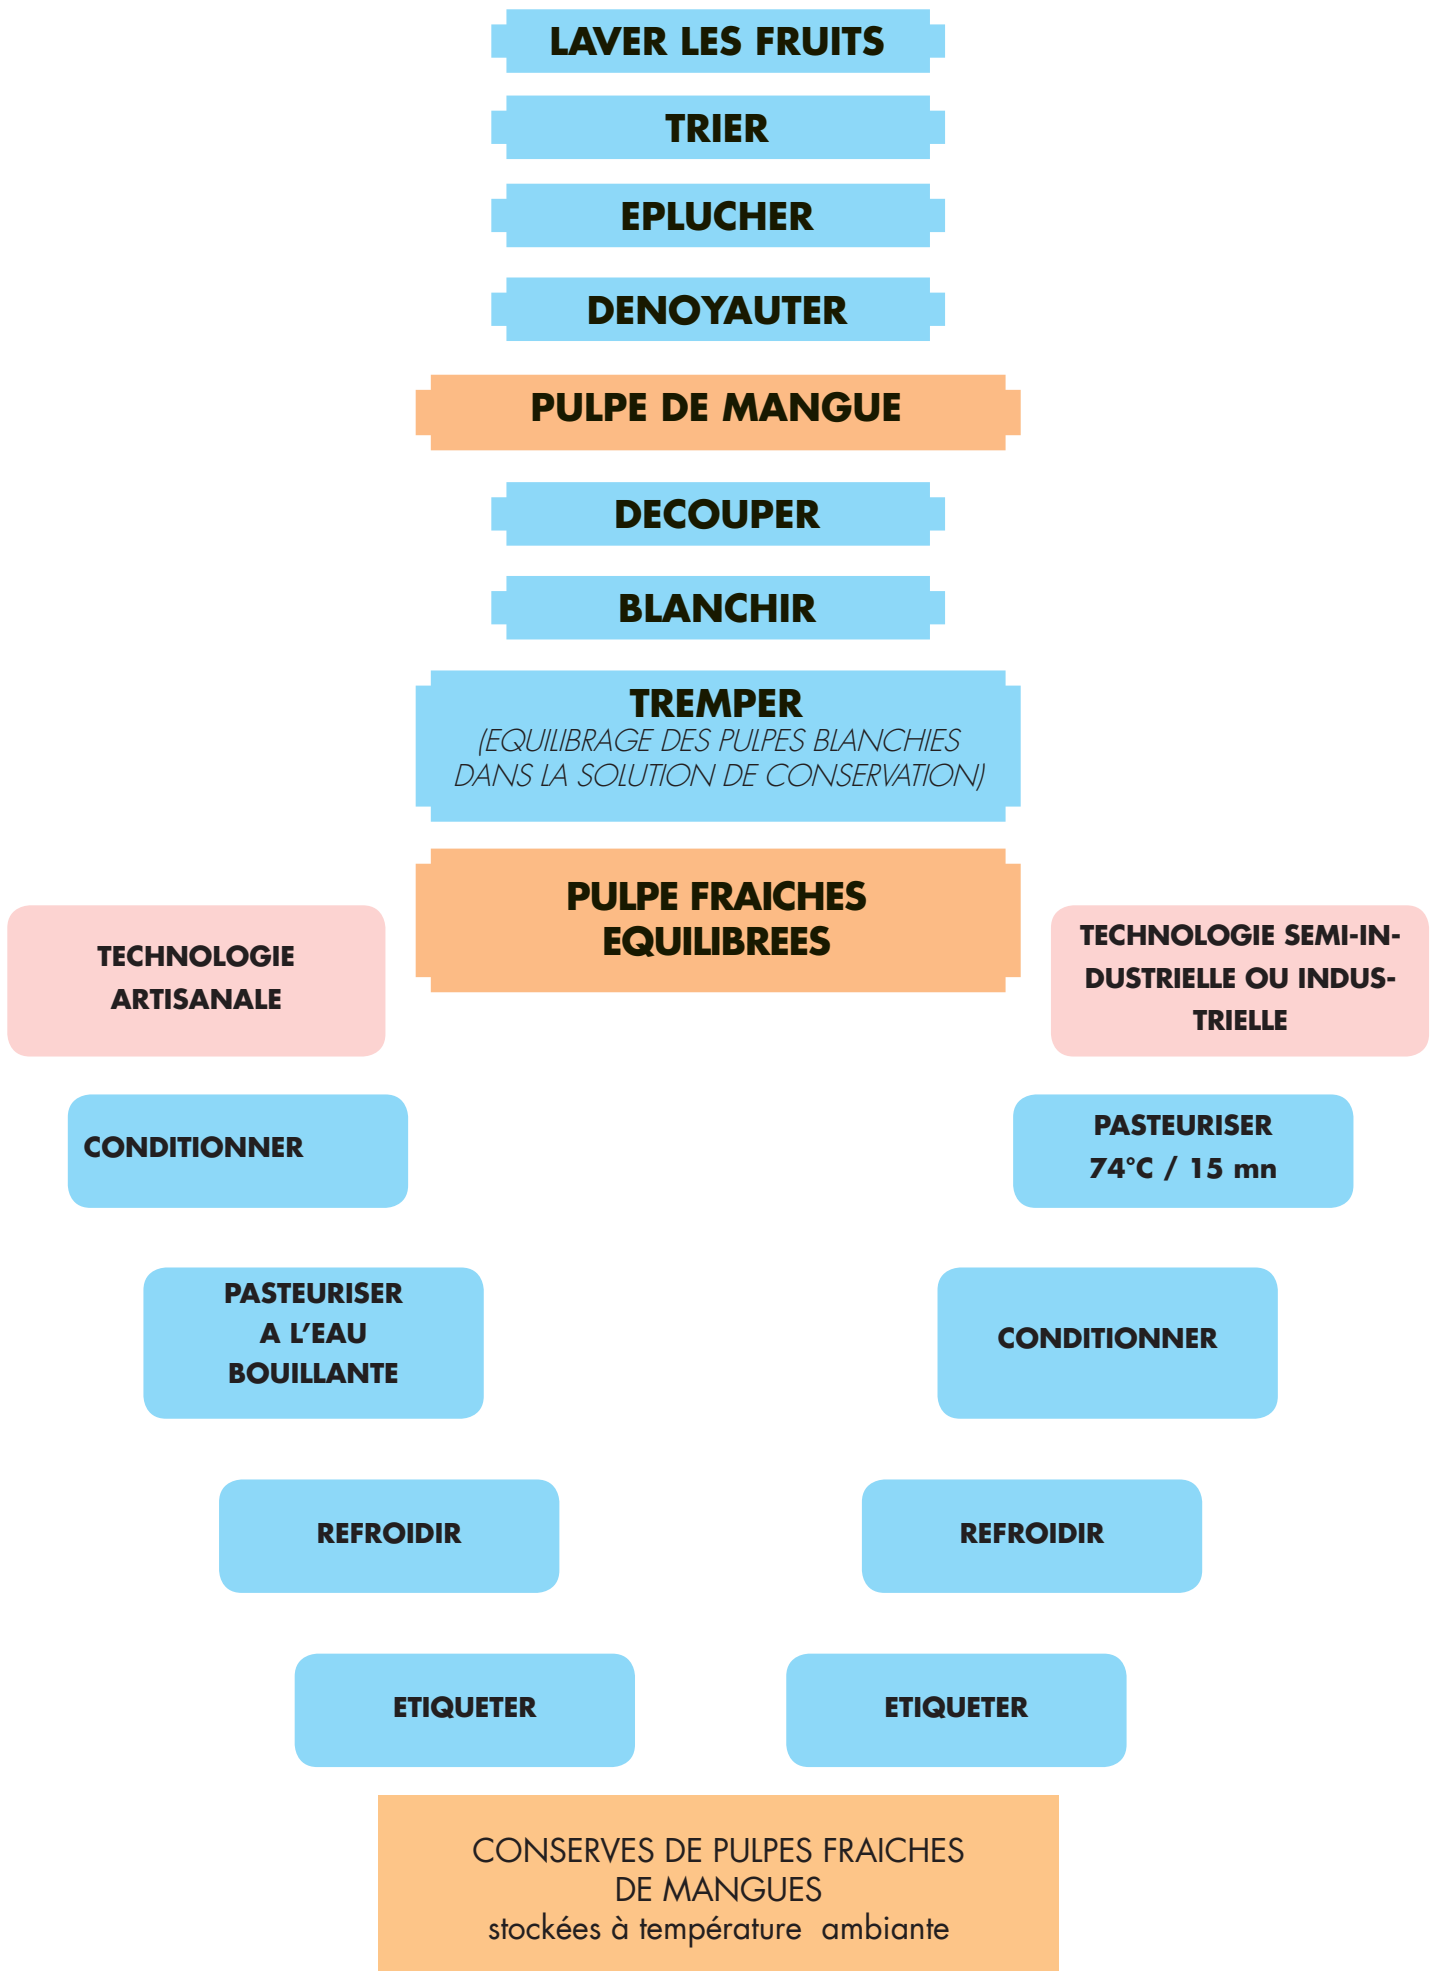 LAVER LES FRUITS
TRIER
EPLUCHER
DENOYAUTER
PULPE DE MANGUE
DECOUPER
BLANCHIR
TREMPER
(EQUILIBRAGE DES PULPES BLANCHIES
DANS LA SOLUTION DE CONSERVATION)
PULPE FRAICHES
EQUILIBREES
TECHNOLOGIE
ARTISANALE
CONDITIONNER
PASTEURISER
A L’EAU
BOUILLANTE
REFROIDIR
ETIQUETER
TECHNOLOGIE SEMI-IN-
DUSTRIELLE OU INDUS-
TRIELLE
PASTEURISER
74°C / 15 mn
CONDITIONNER
REFROIDIR
ETIQUETER
CONSERVES DE PULPES FRAICHES
DE MANGUES
stockées à température ambiante